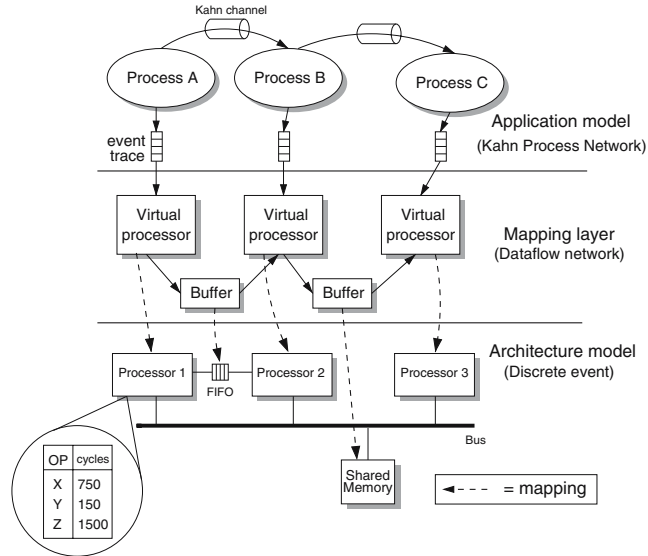 Kahn channel
Process A
Process B
Process C
event
trace
Application model
(Kahn Process Network)
Virtual
processor
Virtual
processor
Virtual
processor
Mapping layer
(Dataflow network)
Buffer
Buffer
Architecture model
(Discrete event)
Processor 1
FIFO
Processor 2
Processor 3
Bus
OP cycles
X 750
Y 150
Z 1500
Shared
Memory
= mapping